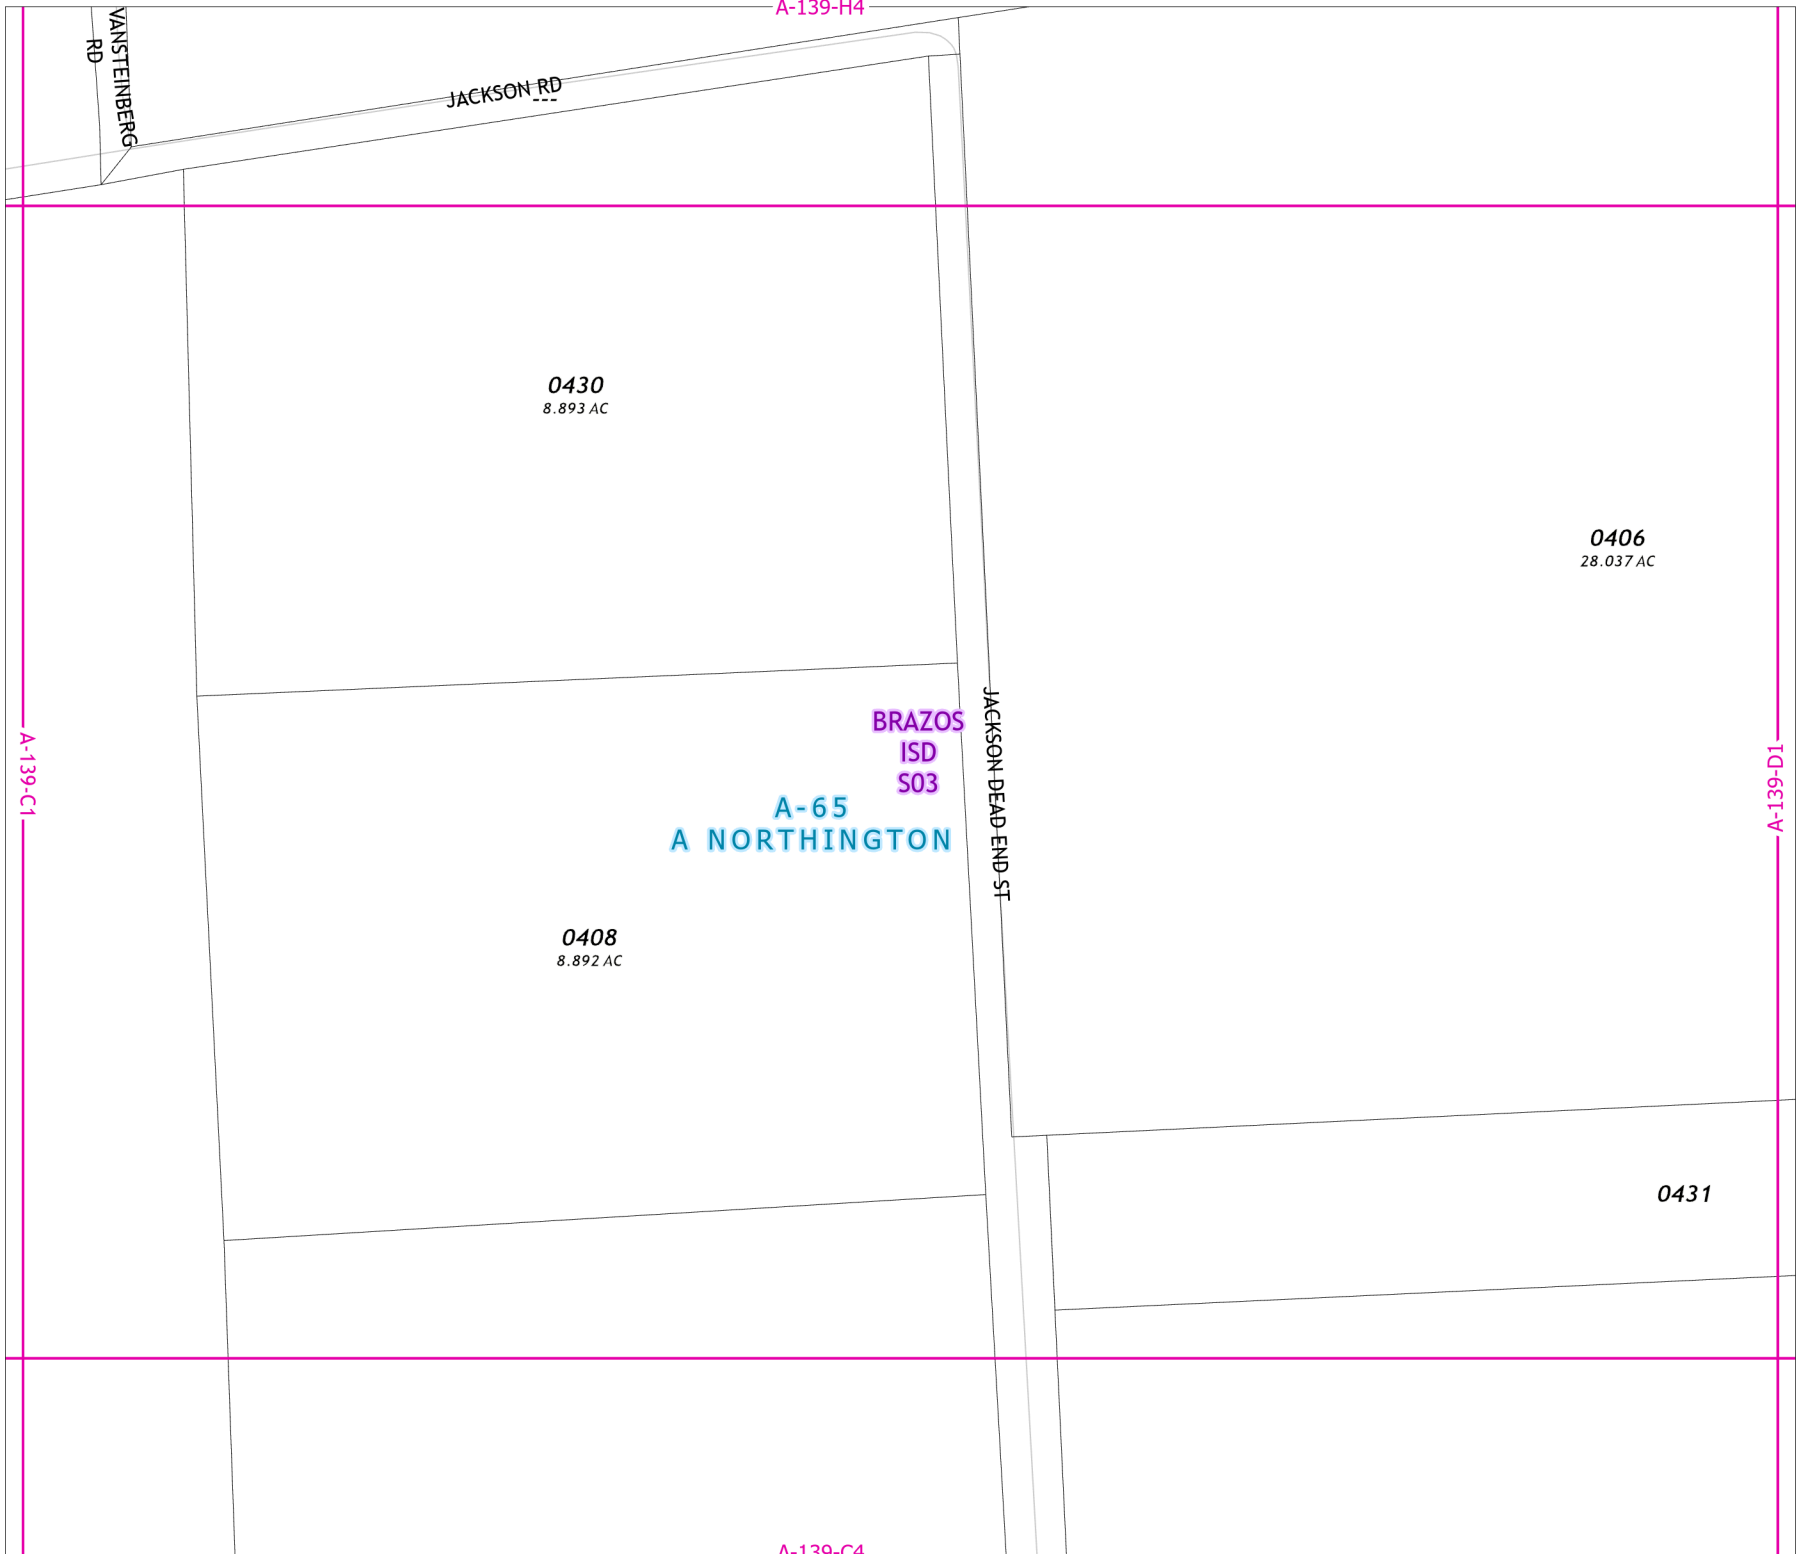 A-139-H4
VANSTEINBERG
RD
JACKSON RD
---
0430
8.893 AC
0406
28.037 AC
JACKSON DEAD END ST
BRAZOS
ISD
S03
A-139-C1
A-139-D1
A-65
A NORTHINGTON
0408
8.892 AC
0431
A-139-C4